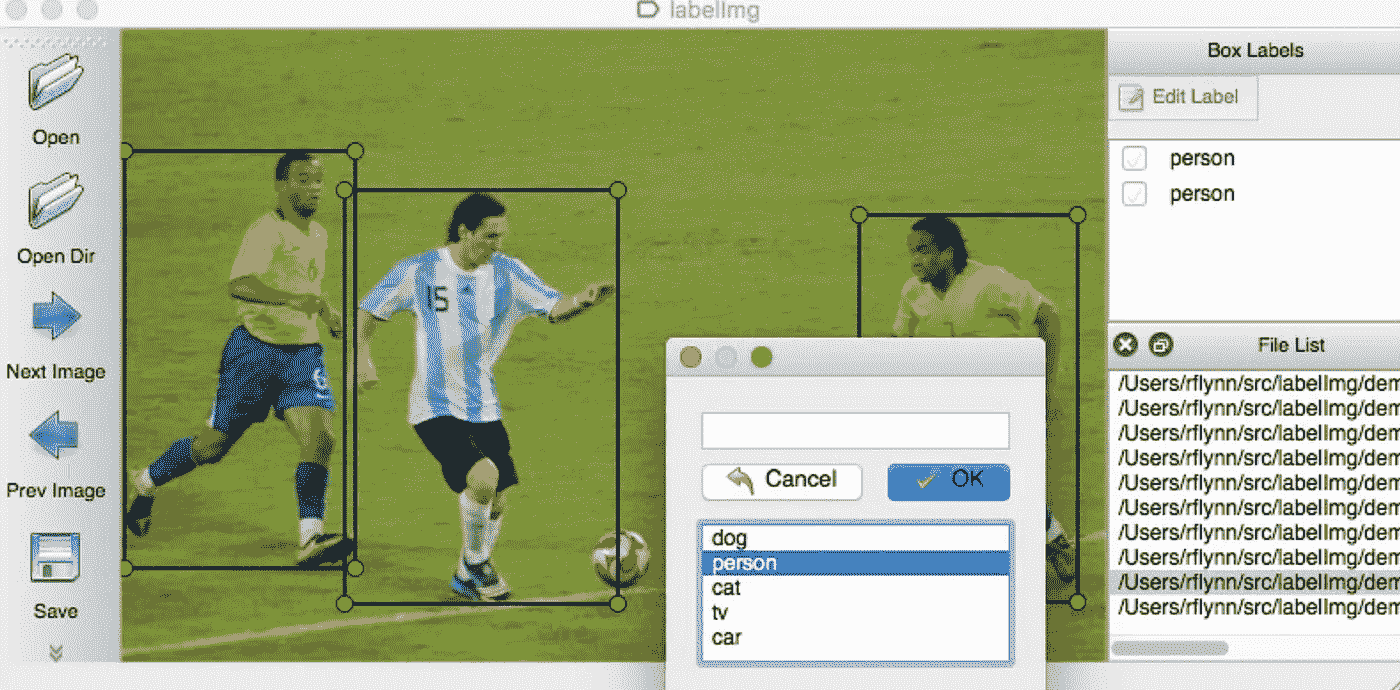 labelImg
Open
Open Dir
Next Image
Prev Image
Save
15
6
Box Labels
Edit Label
person
person
File List
/Users/rflynn/src/labelImg/dem
/Users/rflynn/src/labelImg/dem
/Users/rflynn/src/labelImg/dem
/Users/rflynn/src/labelImg/dem
/Users/rflynn/src/labelImg/dem
/Users/rflynn/src/labelImg/dem
/Users/rflynn/src/labelImg/dem
/Users/rflynn/src/labelImg/dem
/Users/rflynn/src/labelImg/dem
/Users/rflynn/src/labelImg/dem
Cancel
OK
dog
person
cat
tv
car